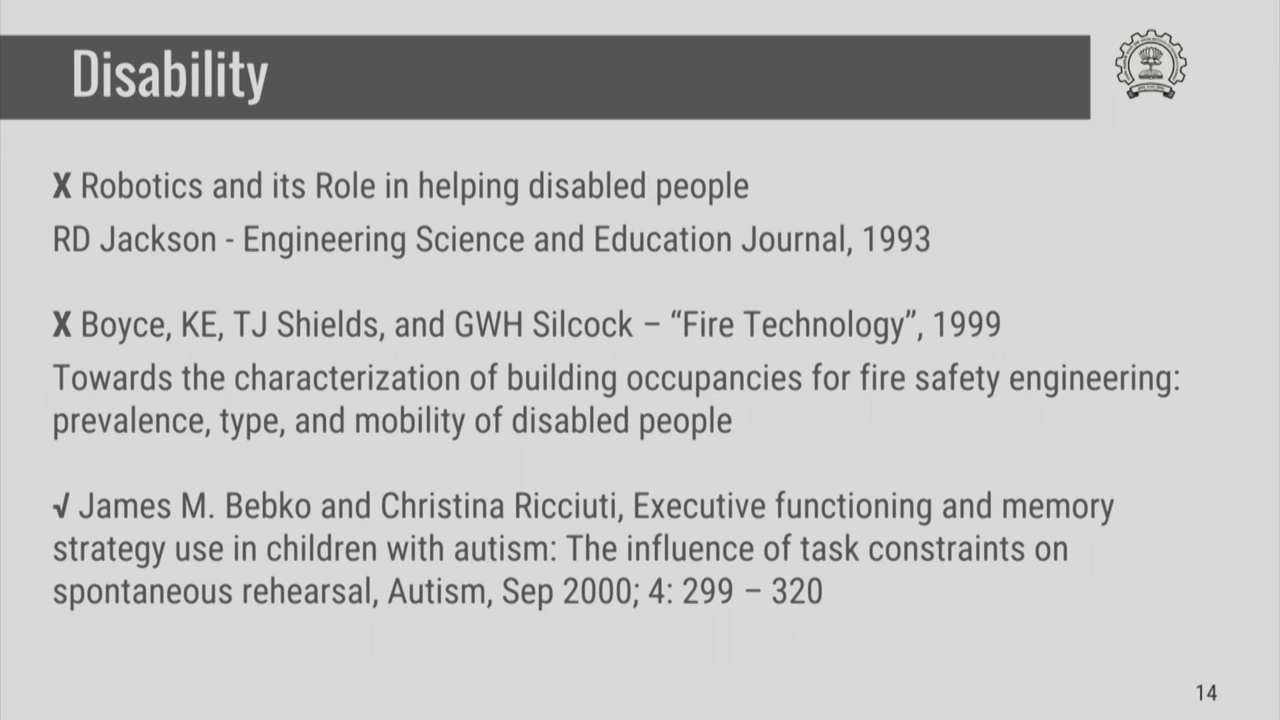 Disability
X Robotics and its Role in helping disabled people
RD Jackson - Engineering Science and Education Journal, 1993
X Boyce, KE, TJ Shields, and GWH Silcock – “Fire Technology”, 1999
Towards the characterization of building occupancies for fire safety engineering:
prevalence, type, and mobility of disabled people
√ James M. Bebko and Christina Ricciuti, Executive functioning and memory
strategy use in children with autism: The influence of task constraints on
spontaneous rehearsal, Autism, Sep 2000; 4: 299 – 320
14